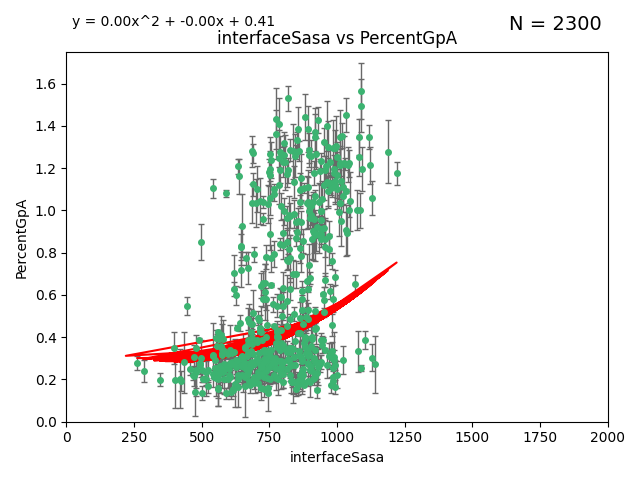 y = 0.00x^2 + -0.00x + 0.41
N = 2300
interfaceSasa vs PercentGpA
PercentGpA
1.6
1.4
1.2
1.0
0.8
0.6
0.4
0.2
0.0
0 250 500 750 1000 1250 1500 1750 2000
interfaceSasa